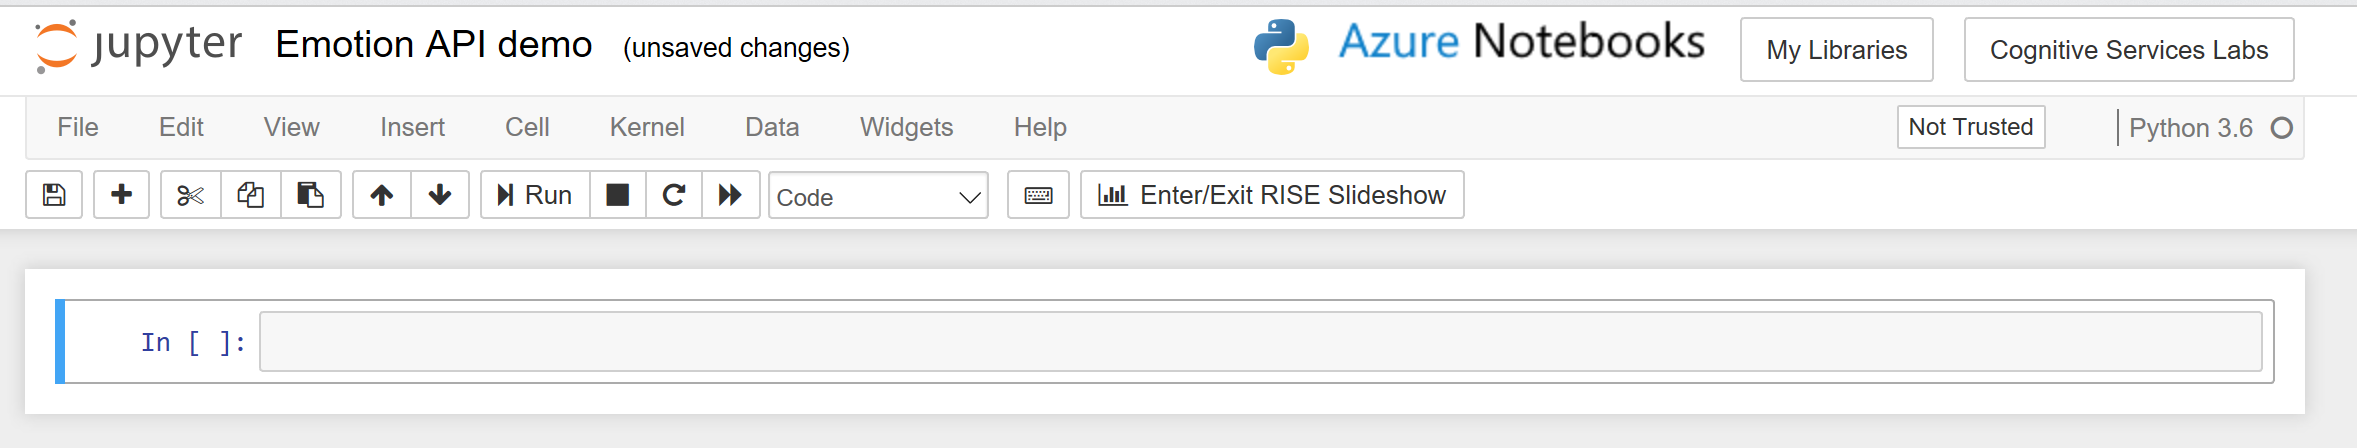 jupyter Emotion API demo (unsaved changes) Azure Notebooks My Libraries Cognitive Services Labs
File Edit View Insert Cell Kernel Data Widgets Help Not Trusted Python 3.6
Run Code Enter/Exit RISE Slideshow
In [ ]: